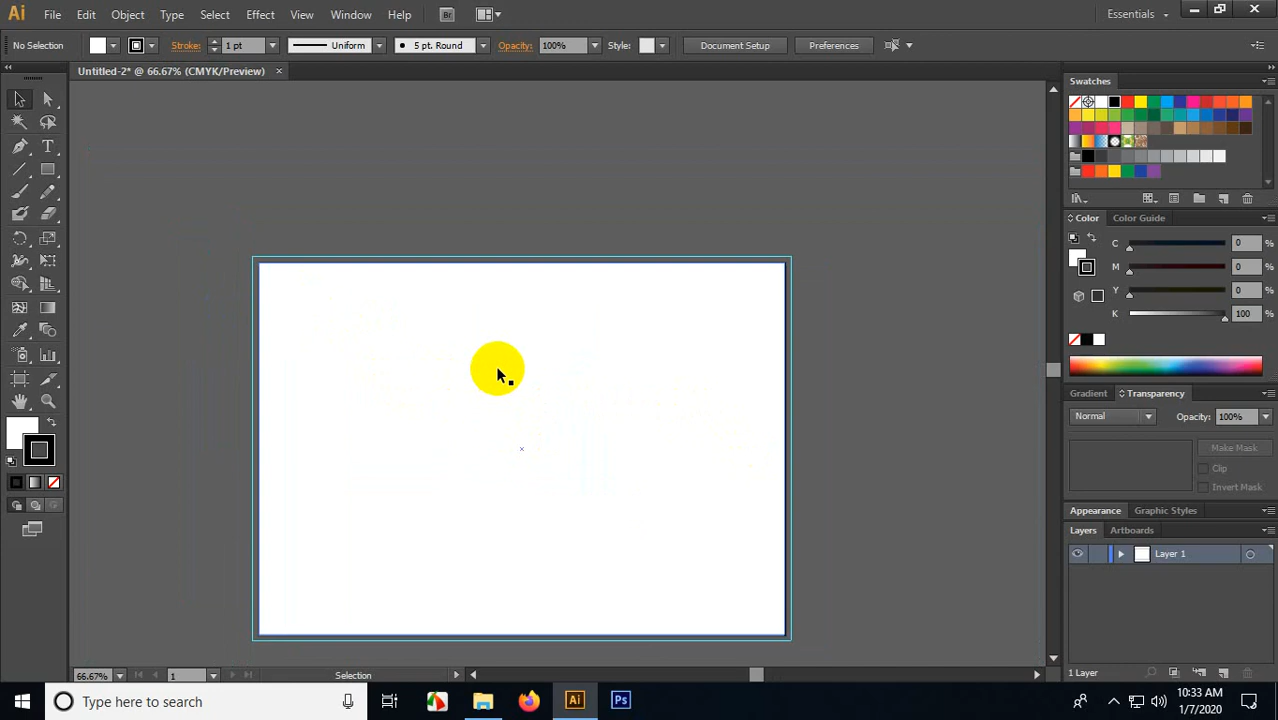 Ai File Edit Object Type Select Effect View Window Help Br Essentials
No Selection Stroke: 1 pt Uniform 5 pt. Round Opacity: 100% Style: Document Setup Preferences
Untitled-2* @ 66.67% (CMYK/Preview)
Swatches
Color Color Guide
C 0 %
M 0 %
Y 0 %
K 100 %
Gradient Transparency
Normal Opacity: 100%
Make Mask
Clip
Invert Mask
Appearance Graphic Styles
Layers Artboards
Layer 1
1 Layer
66.67% 1 Selection
Type here to search Ai Ps 10:33 AM
1/7/2020